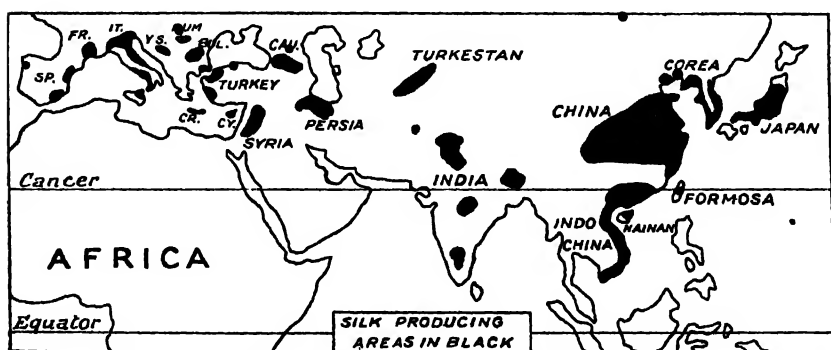 FR.
IT.
YS.
RUM
BUL.
CAU.
SP.
TURKEY
CR.
CY.
SYRIA
PERSIA
TURKESTAN
COREA
CHINA
JAPAN
INDIA
FORMOSA
Cancer
INDO
CHINA
HAINAN
AFRICA
Equator
SILK PRODUCING
AREAS IN BLACK